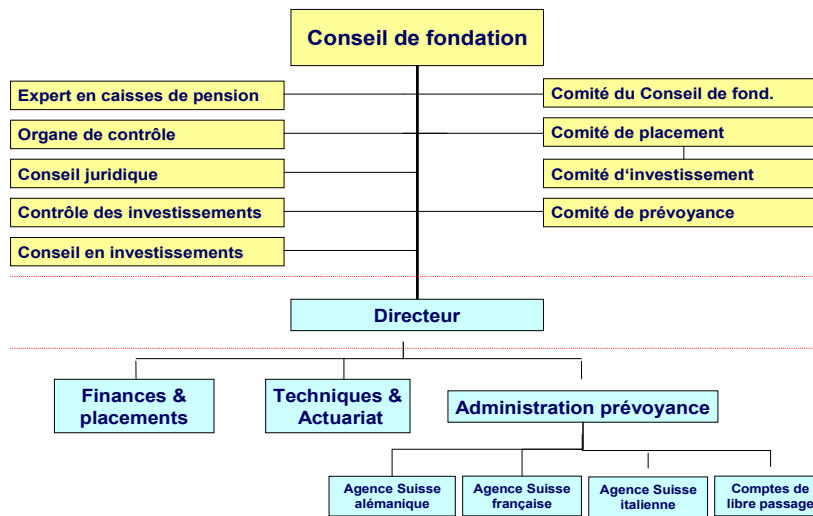 Conseil de fondation
Expert en caisses de pension
Comité du Conseil de fond.
Organe de contrôle
Comité de placement
Conseil juridique
Comité d‘investissement
Contrôle des investissements
Comité de prévoyance
Conseil en investissements
Directeur
Finances &
placements
Techniques &
Actuariat
Administration prévoyance
Agence Suisse
alémanique
Agence Suisse
française
Agence Suisse
italienne
Comptes de
libre passage